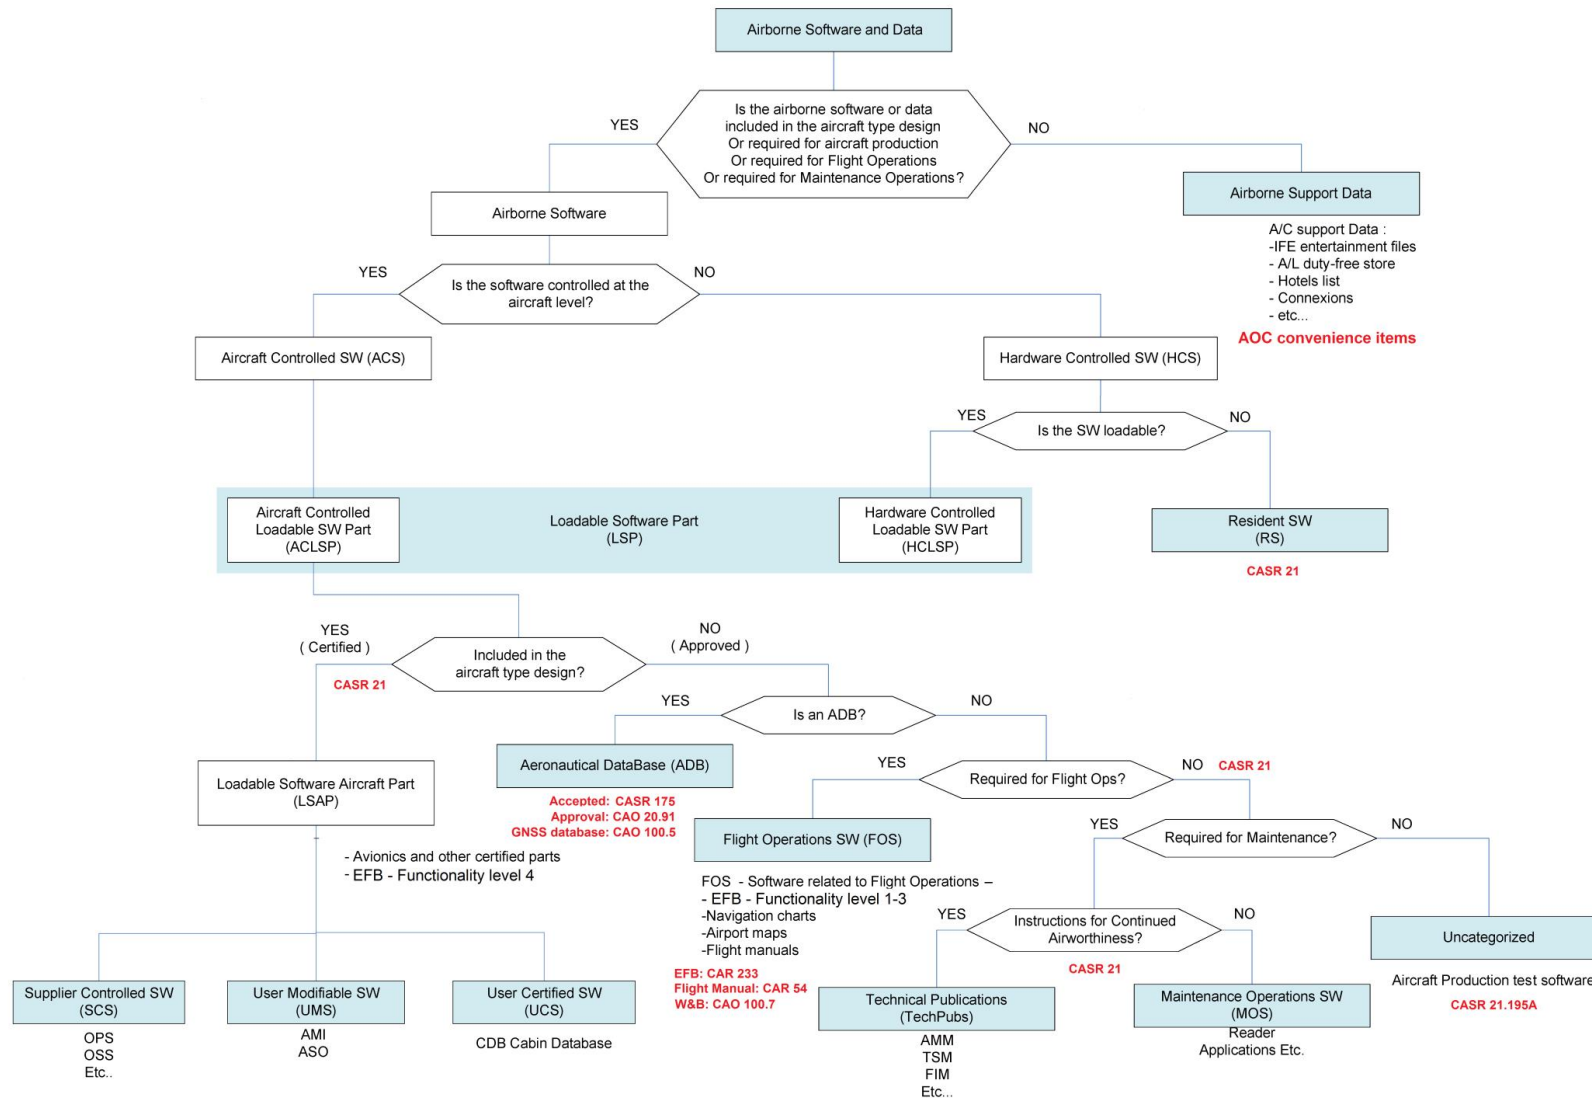 Airborne Software and Data
Is the airborne software or data
included in the aircraft type design
Or required for aircraft production
Or required for Flight Operations
Or required for Maintenance Operations?
YES
NO
Airborne Software
Airborne Support Data
A/C support Data :
-IFE entertainment files
- A/L duty-free store
- Hotels list
- Connexions
- etc...
AOC convenience items
YES
NO
Is the software controlled at the
aircraft level?
Aircraft Controlled SW (ACS)
Hardware Controlled SW (HCS)
YES
NO
Is the SW loadable?
Aircraft Controlled
Loadable SW Part
(ACLSP)
Loadable Software Part
(LSP)
Hardware Controlled
Loadable SW Part
(HCLSP)
Resident SW
(RS)
CASR 21
YES
( Certified )
NO
( Approved )
Included in the
aircraft type design?
CASR 21
YES
NO
Is an ADB?
Loadable Software Aircraft Part
(LSAP)
Aeronautical DataBase (ADB)
Accepted: CASR 175
Approval: CAO 20.91
GNSS database: CAO 100.5
YES
NO
CASR 21
Required for Flight Ops?
- Avionics and other certified parts
- EFB - Functionality level 4
Flight Operations SW (FOS)
YES
NO
Required for Maintenance?
FOS - Software related to Flight Operations –
- EFB - Functionality level 1-3
-Navigation charts
-Airport maps
-Flight manuals
EFB: CAR 233
Flight Manual: CAR 54
W&B: CAO 100.7
YES
NO
Instructions for Continued
Airworthiness?
CASR 21
Uncategorized
Aircraft Production test software
CASR 21.195A
Supplier Controlled SW
(SCS)
OPS
OSS
Etc..
User Modifiable SW
(UMS)
AMI
ASO
User Certified SW
(UCS)
CDB Cabin Database
Technical Publications
(TechPubs)
AMM
TSM
FIM
Etc...
Maintenance Operations SW
(MOS)
Reader
Applications Etc.